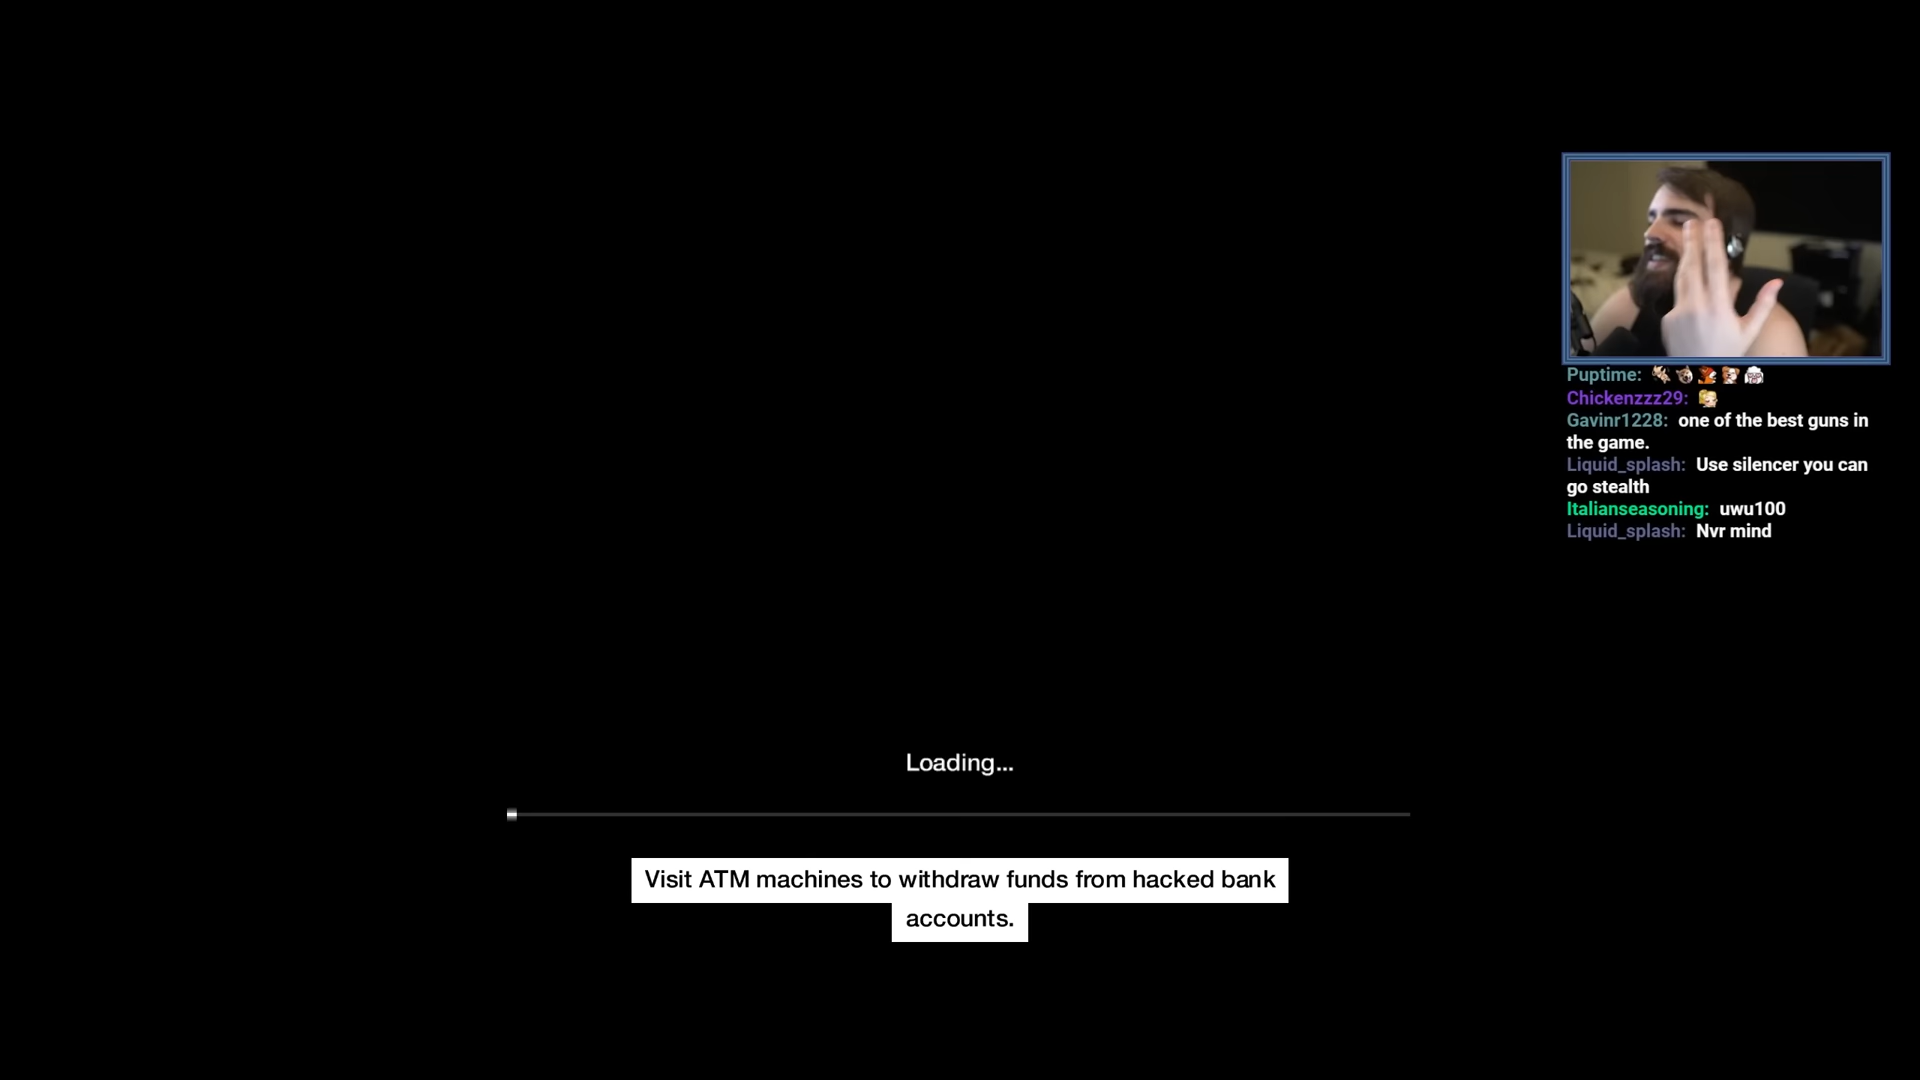 Puptime:
Chickenzzz29:
Gavinr1228: one of the best guns in
the game.
Liquid_splash: Use silencer you can
go stealth
Italianseasoning: uwu100
Liquid_splash: Nvr mind
Loading...
Visit ATM machines to withdraw funds from hacked bank
accounts.